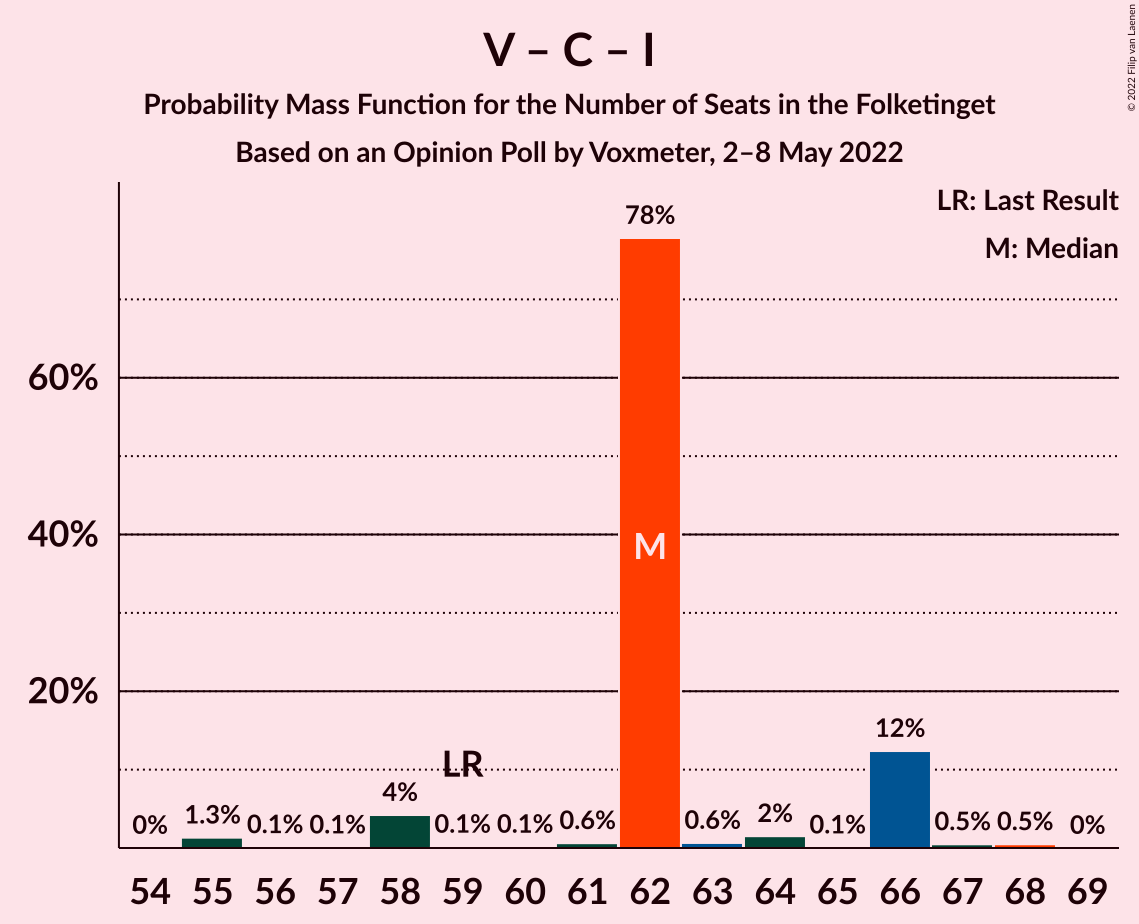 V – C – I
Probability Mass Function for the Number of Seats in the Folketinget
Based on an Opinion Poll by Voxmeter, 2–8 May 2022
© 2022 Filip van Laenen
LR: Last Result
M: Median
60%
40%
20%
0%
1.3%
0.1%
0.1%
4%
LR
0.1%
0.1%
0.6%
78%
M
0.6%
2%
0.1%
12%
0.5%
0.5%
0%
54 55 56 57 58 59 60 61 62 63 64 65 66 67 68 69